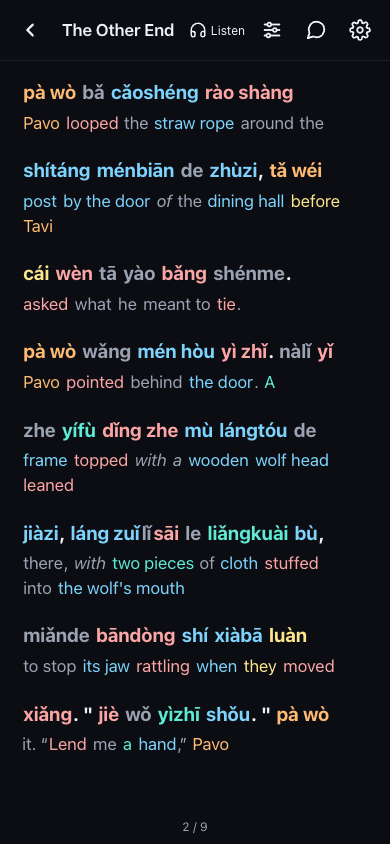 The Other End Listen
pà wò bǎ cǎoshéng rào shàng
Pavo looped the straw rope around the
shítáng ménbiān de zhùzi, tǎ wéi
post by the door of the dining hall before
Tavi
cái wèn tā yào bǎng shénme.
asked what he meant to tie.
pà wò wǎng mén hòu yì zhǐ. nàlǐ yǐ
Pavo pointed behind the door. A
zhe yífù dǐng zhe mù lángtóu de
frame topped with a wooden wolf head
leaned
jiàzi, láng zuǐ lǐ sāi le liǎngkuài bù,
there, with two pieces of cloth stuffed
into the wolf's mouth
miǎnde bāndòng shí xiàbā luàn
to stop its jaw rattling when they moved
xiǎng. " jiè wǒ yìzhī shǒu. " pà wò
it. “Lend me a hand,” Pavo
2 / 9